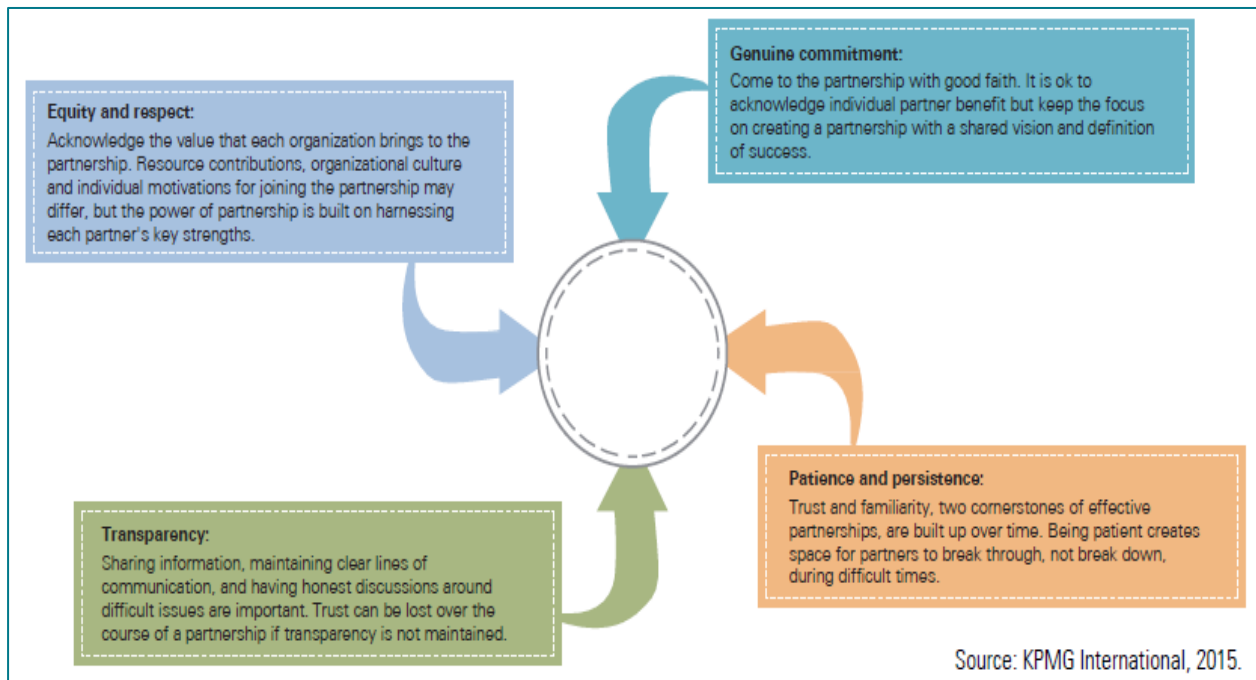 Genuine commitment:
Come to the partnership with good faith. It is ok to
acknowledge individual partner benefit but keep the focus
on creating a partnership with a shared vision and definition
of success.
Equity and respect:
Acknowledge the value that each organization brings to the
partnership. Resource contributions, organizational culture
and individual motivations for joining the partnership may
differ, but the power of partnership is built on harnessing
each partner's key strengths.
Patience and persistence:
Trust and familiarity, two cornerstones of effective
partnerships, are built up over time. Being patient creates
space for partners to break through, not break down,
during difficult times.
Transparency:
Sharing information, maintaining clear lines of
communication, and having honest discussions around
difficult issues are important. Trust can be lost over the
course of a partnership if transparency is not maintained.
Source: KPMG International, 2015.